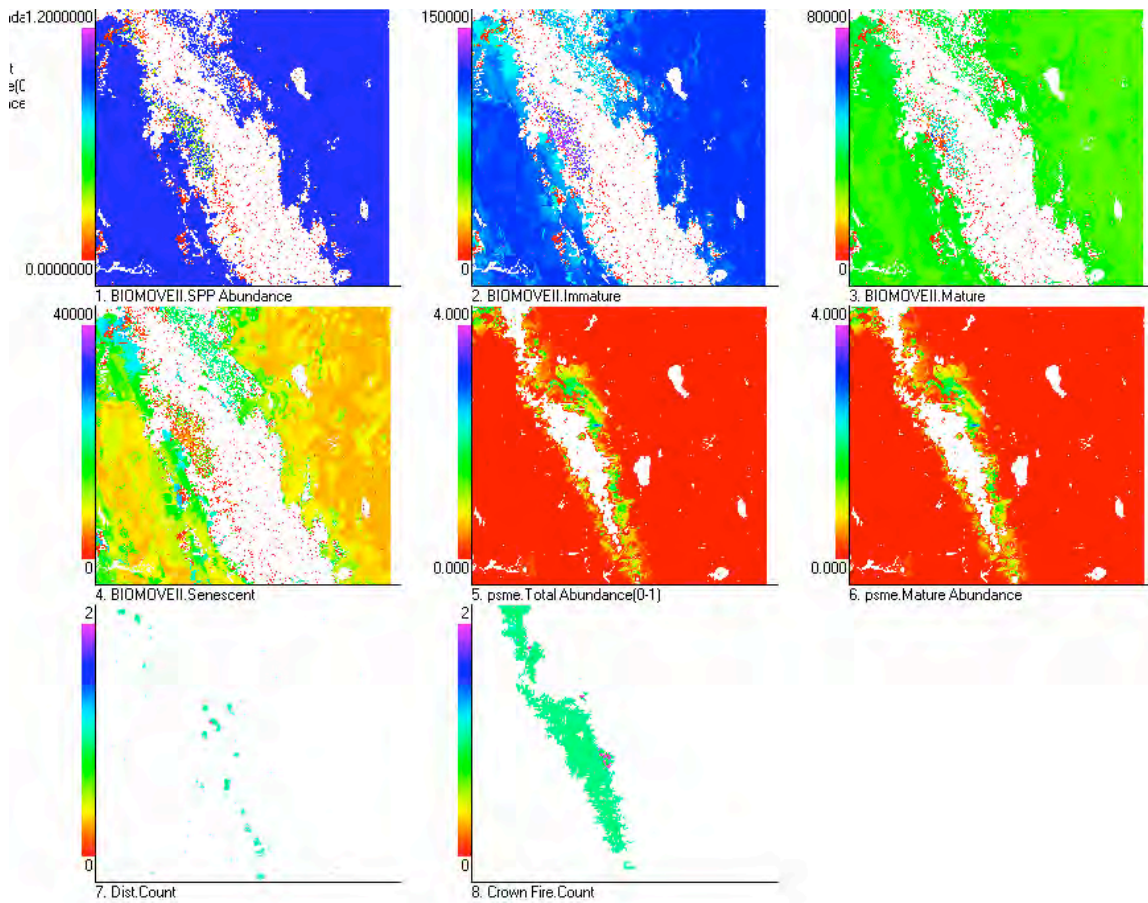 1.2000000
0.0000000
1. BIOMOVEII.SPP Abundance
150000
0
2. BIOMOVEII.Immature
80000
0
3. BIOMOVEII.Mature
40000
0
4. BIOMOVEII.Senescent
4.000
0.000
5. psme.Total.Abundance(0-1)
4.000
0.000
6. psme.Mature Abundance
2
0
7. Dist.Count
2
0
8. Crown Fire.Count